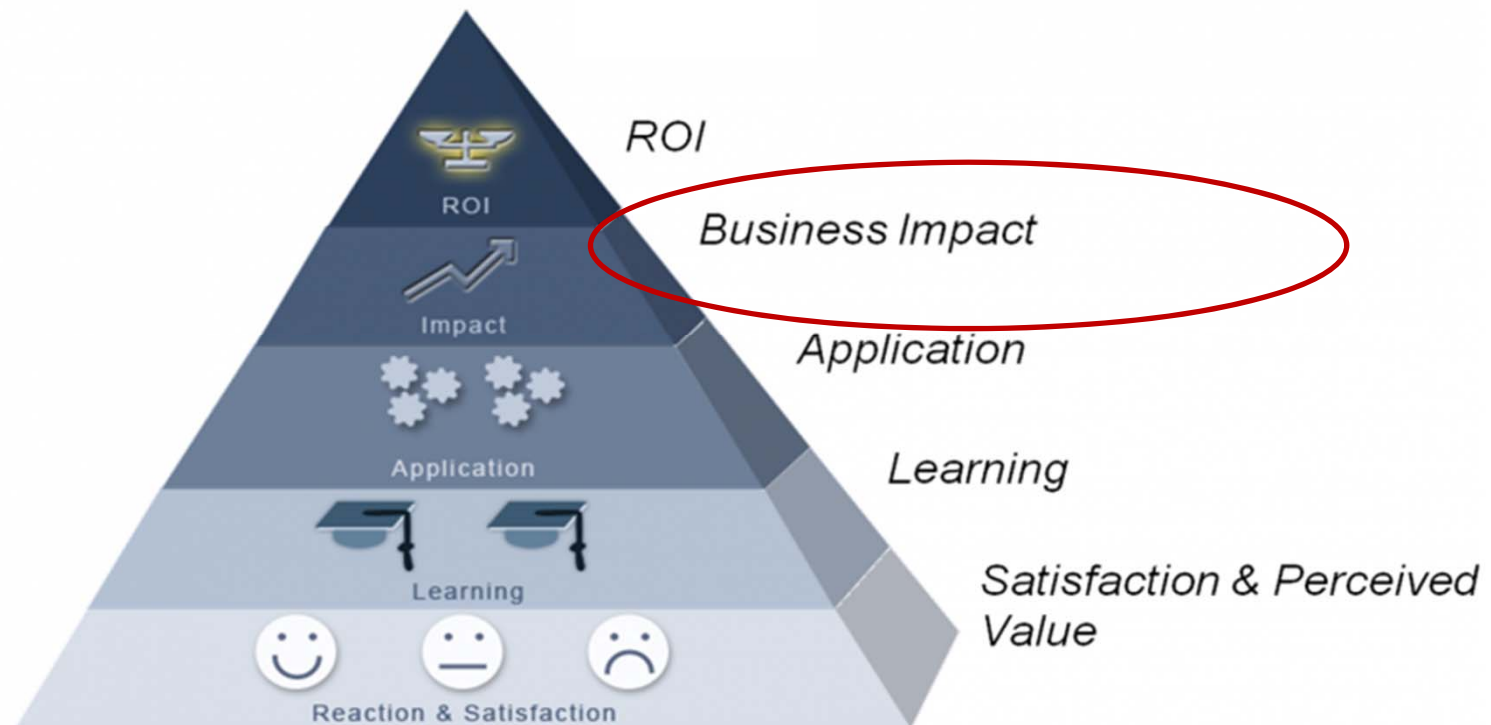 ROI
ROI
Business Impact
Impact
Application
Application
Learning
Learning
Satisfaction & Perceived
Value
Reaction & Satisfaction